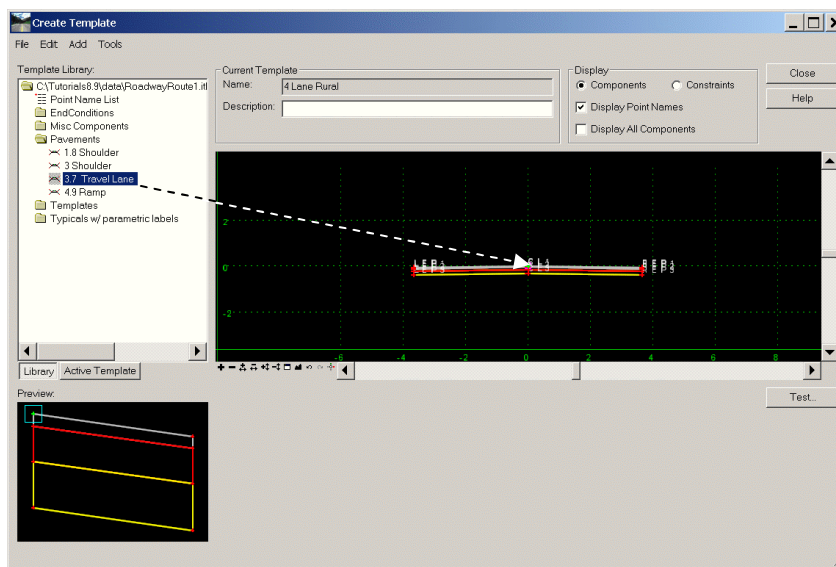 Create Template
File Edit Add Tools
Template Library:
C:\Tutorials8.9\data\RoadwayRoute1.itl
Point Name List
EndConditions
Misc Components
Pavements
1.8 Shoulder
3 Shoulder
3.7 Travel Lane
4.9 Ramp
Templates
Typicals w/ parametric labels
Library Active Template
Current Template
Name: 4 Lane Rural
Description:
Display
Components Constraints
Display Point Names
Display All Components
Close
Help
2
0
-2
-6 -4 -2 0 2 4 6 8
Preview:
Test...